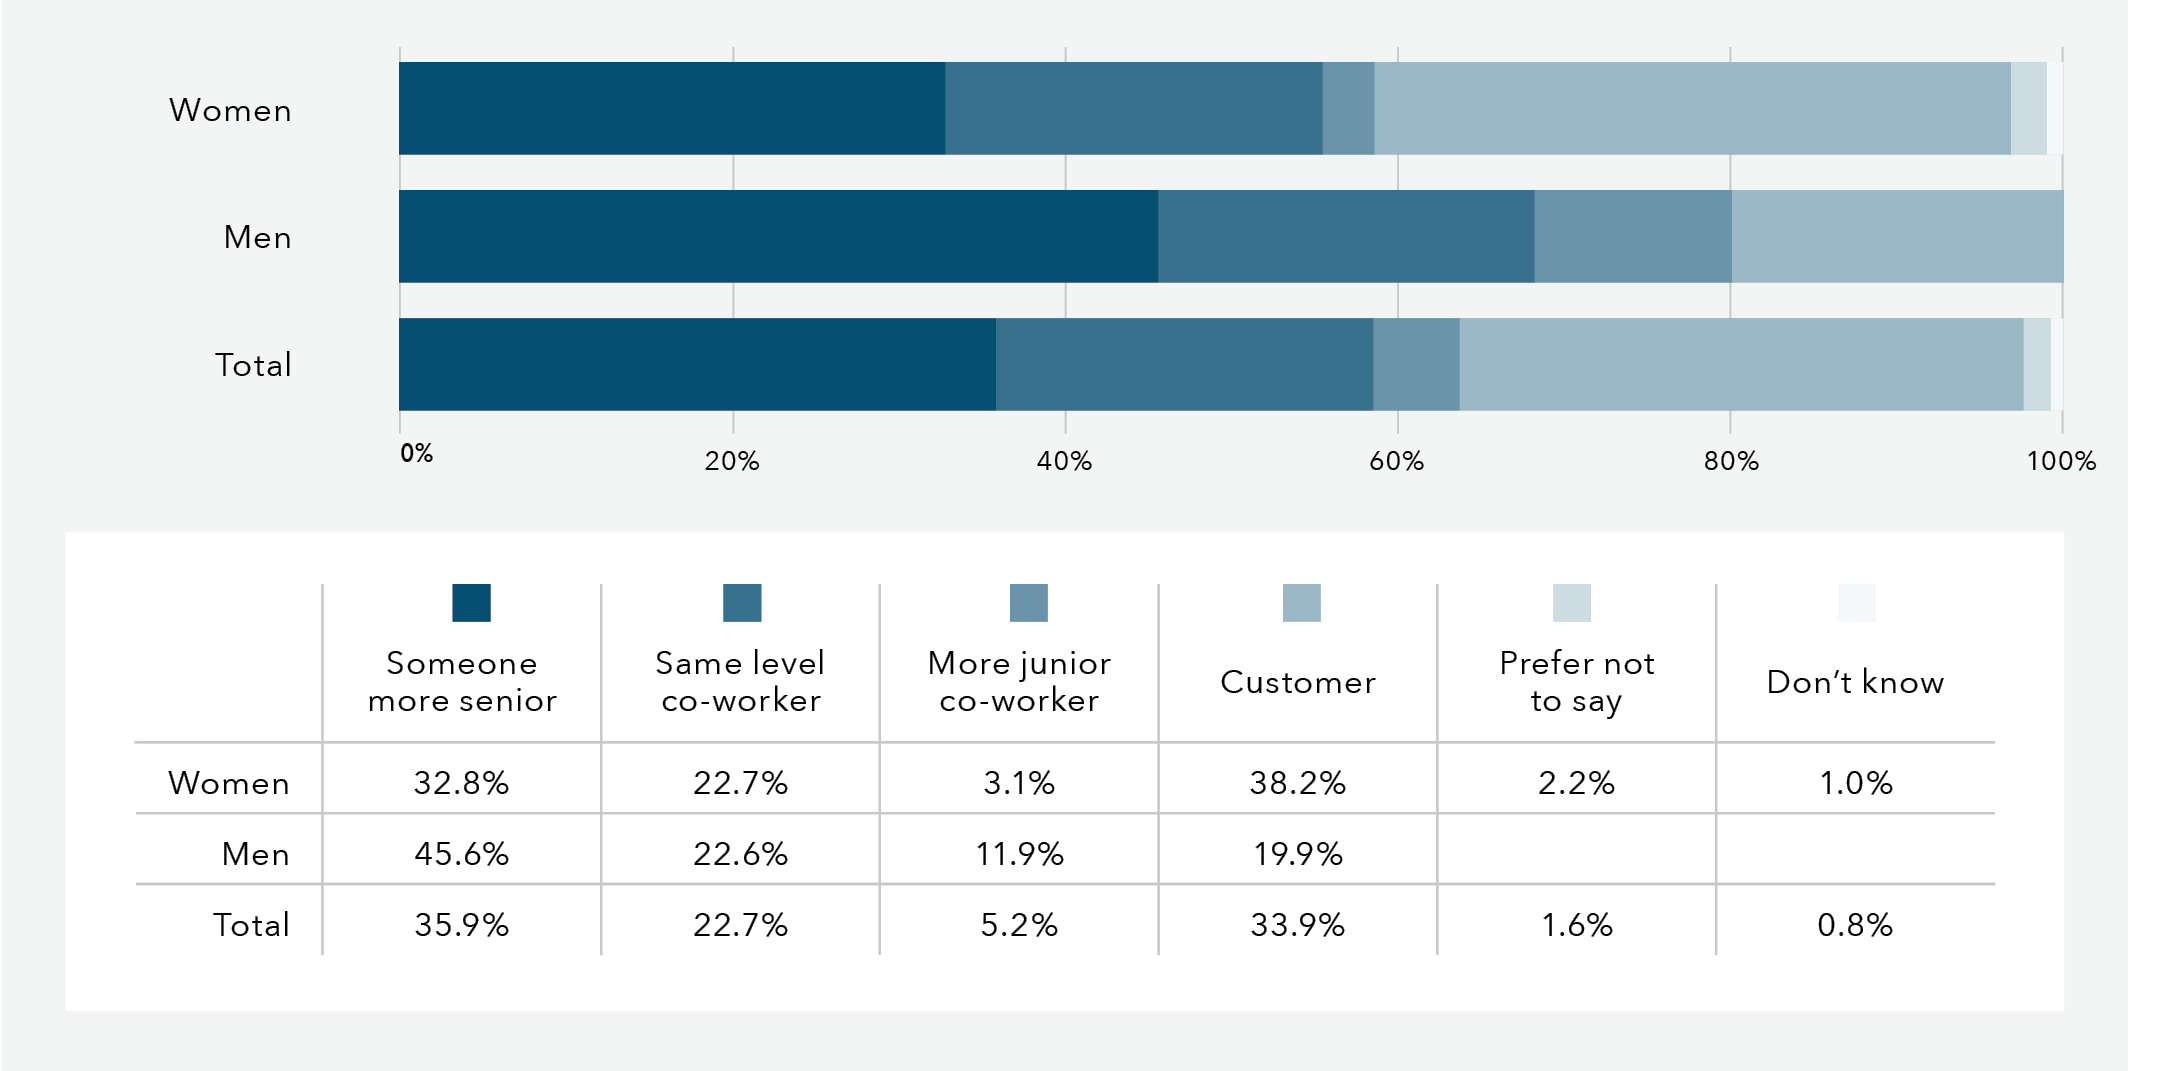 Women
Men
Total
0%
20%
40%
60%
80%
100%
Someone
more senior
Same level
co-worker
More junior
co-worker
Customer
Prefer not
to say
Don't know
Women 32.8% 22.7% 3.1% 38.2% 2.2% 1.0%
Men 45.6% 22.6% 11.9% 19.9%
Total 35.9% 22.7% 5.2% 33.9% 1.6% 0.8%